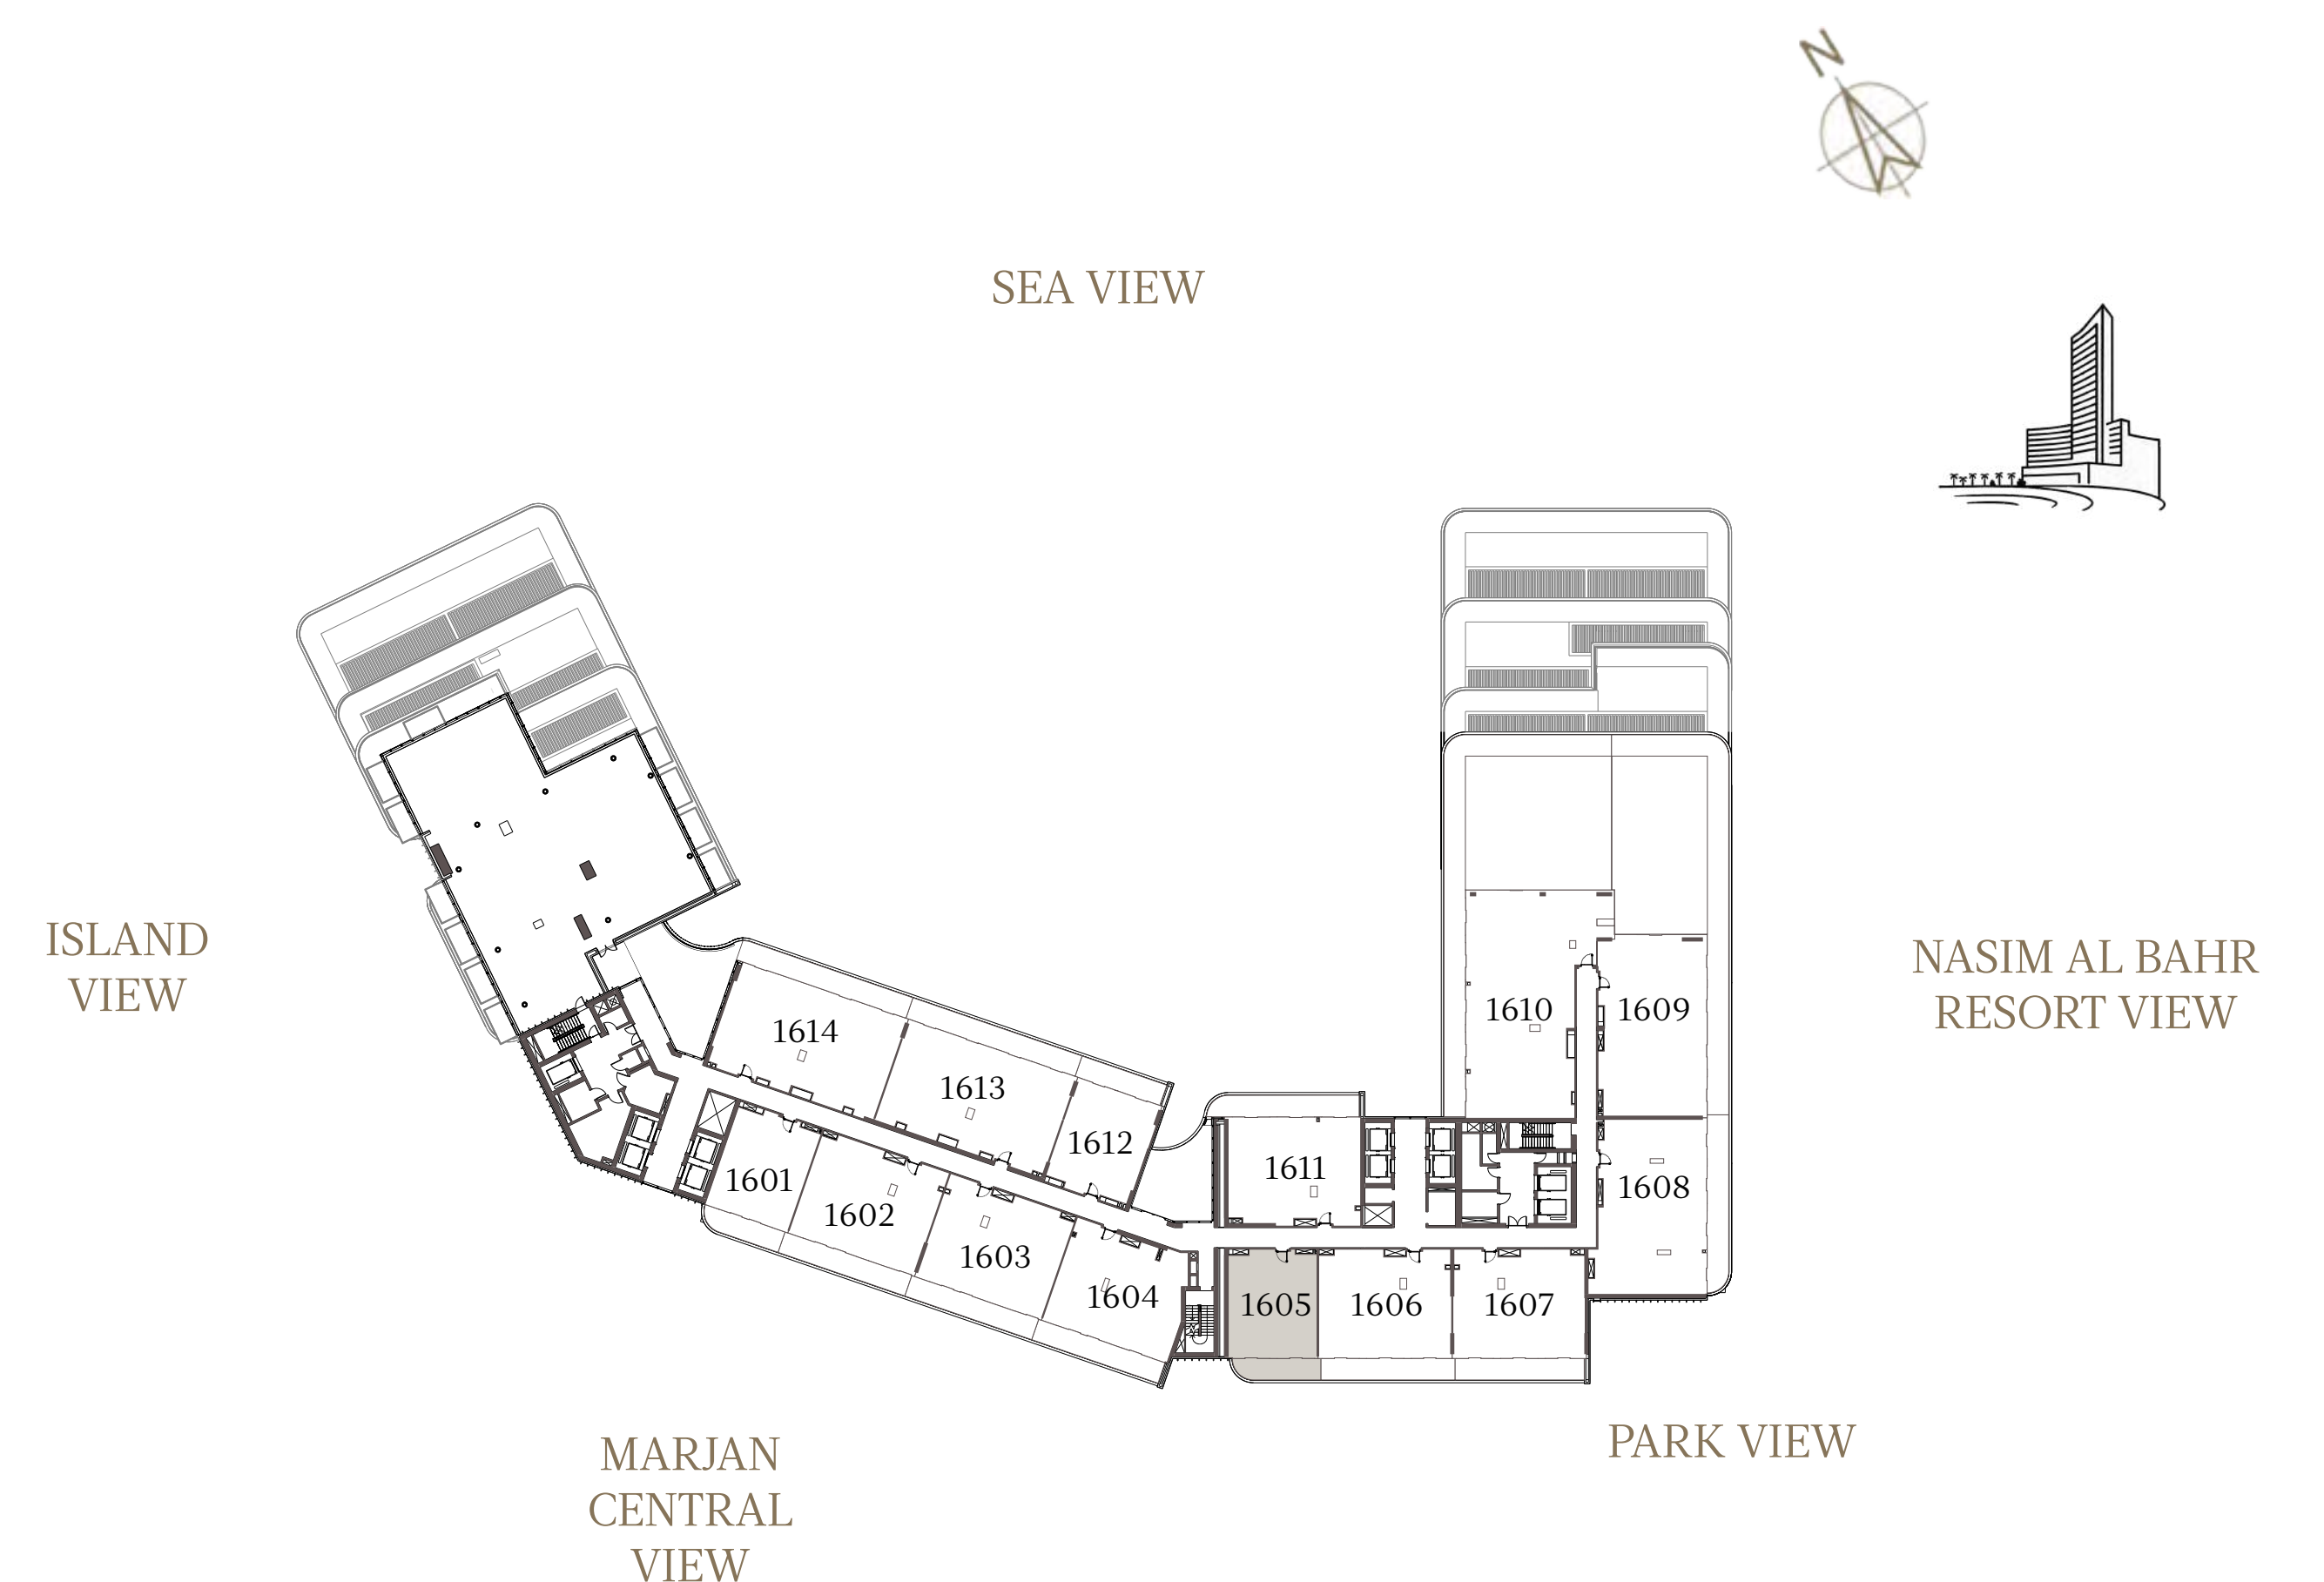 N
SEA VIEW
ISLAND
VIEW
NASIM AL BAHR
RESORT VIEW
1610
1609
1614
1613
1612
1611
1601
1602
1603
1604
1608
1605
1606
1607
MARJAN
CENTRAL
VIEW
PARK VIEW